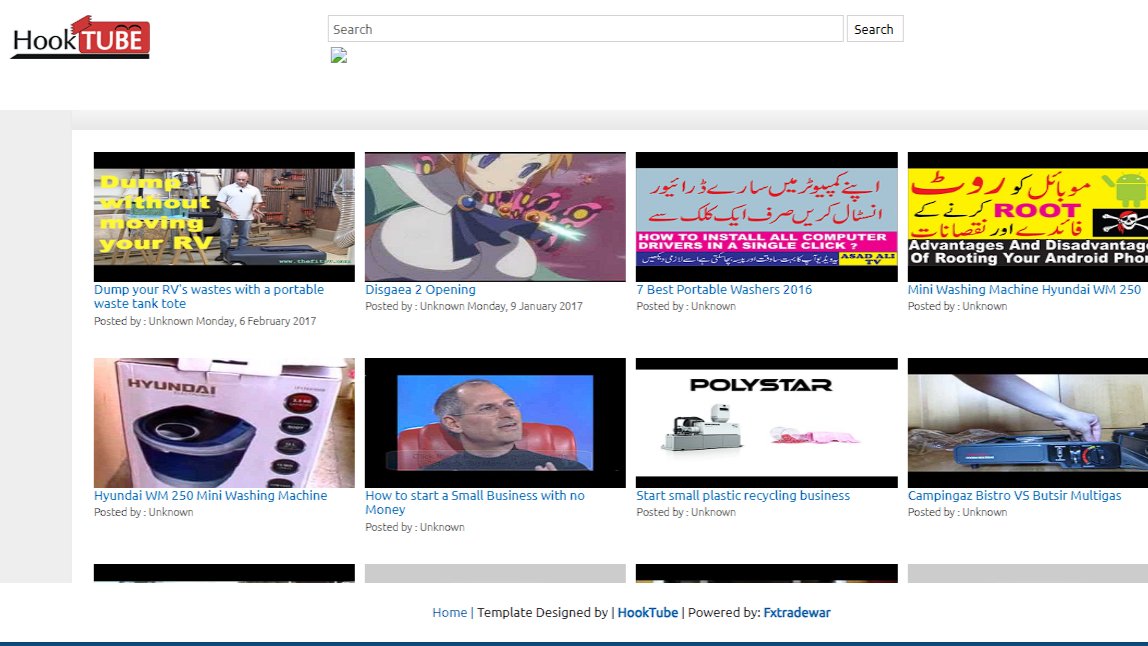 Hook TUBE
Search
Search
Dump
without
moving
your RV
اپنے کمپیوٹر میں سارے ڈرائیور
انسٹال کریں صرف ایک کلک سے
HOW TO INSTALL ALL COMPUTER
DRIVERS IN A SINGLE CLICK ?
ASAD ALI
TV
موبائل کو روٹ
ROOT کرنے کے
فائدے اور نقصانات
Advantages And Disadvantag
Of Rooting Your Android Pho
Dump your RV's wastes with a portable
waste tank tote
Posted by : Unknown Monday, 6 February 2017
Disgaea 2 Opening
Posted by : Unknown Monday, 9 January 2017
7 Best Portable Washers 2016
Posted by : Unknown
Mini Washing Machine Hyundai WM 250
Posted by : Unknown
HYUNDAI
POLYSTAR
Hyundai WM 250 Mini Washing Machine
Posted by : Unknown
How to start a Small Business with no
Money
Posted by : Unknown
Start small plastic recycling business
Posted by : Unknown
Campingaz Bistro VS Butsir Multigas
Posted by : Unknown
Home | Template Designed by | HookTube | Powered by: Fxtradewar